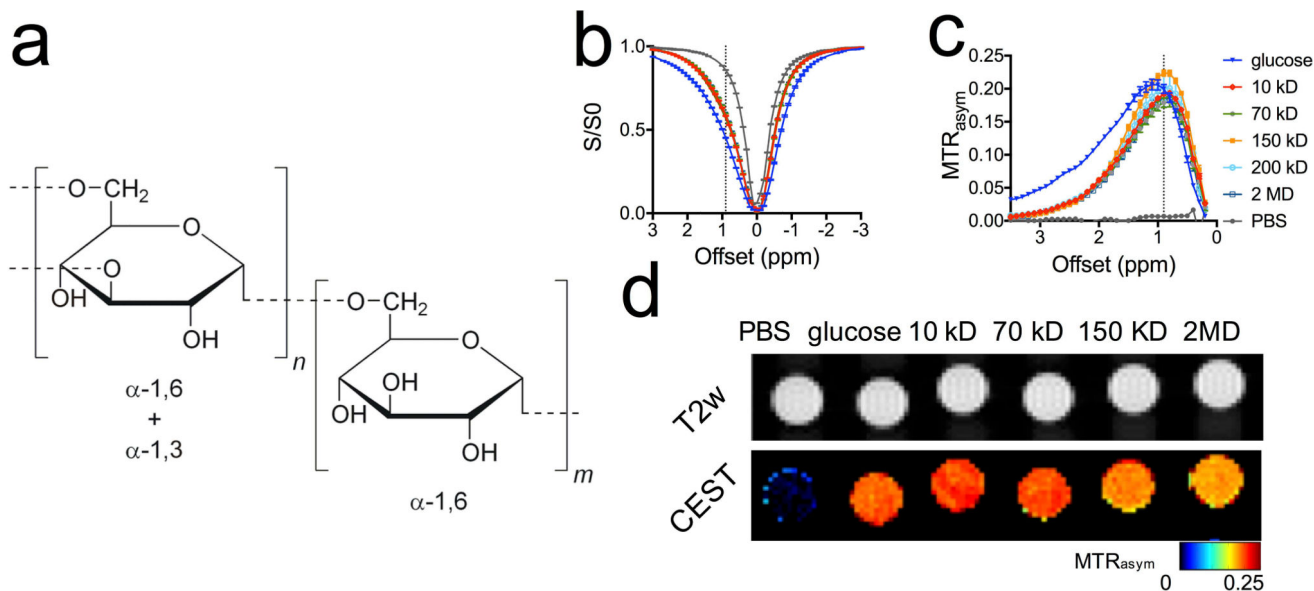 a
O
CH2
O
O
OH
OH
n
α-1,6
+
α-1,3
O
CH2
O
OH
OH
OH
m
α-1,6
b
S/S0
1.0
0.5
0.0
3 2 1 0 -1 -2 -3
Offset (ppm)
c
MTRasym
0.25
0.20
0.15
0.10
0.05
0.00
3 2 1 0
Offset (ppm)
glucose
10 kD
70 kD
150 kD
200 kD
2 MD
PBS
d
PBS glucose 10 kD 70 kD 150 KD 2MD
T2w
CEST
MTRasym
0 0.25